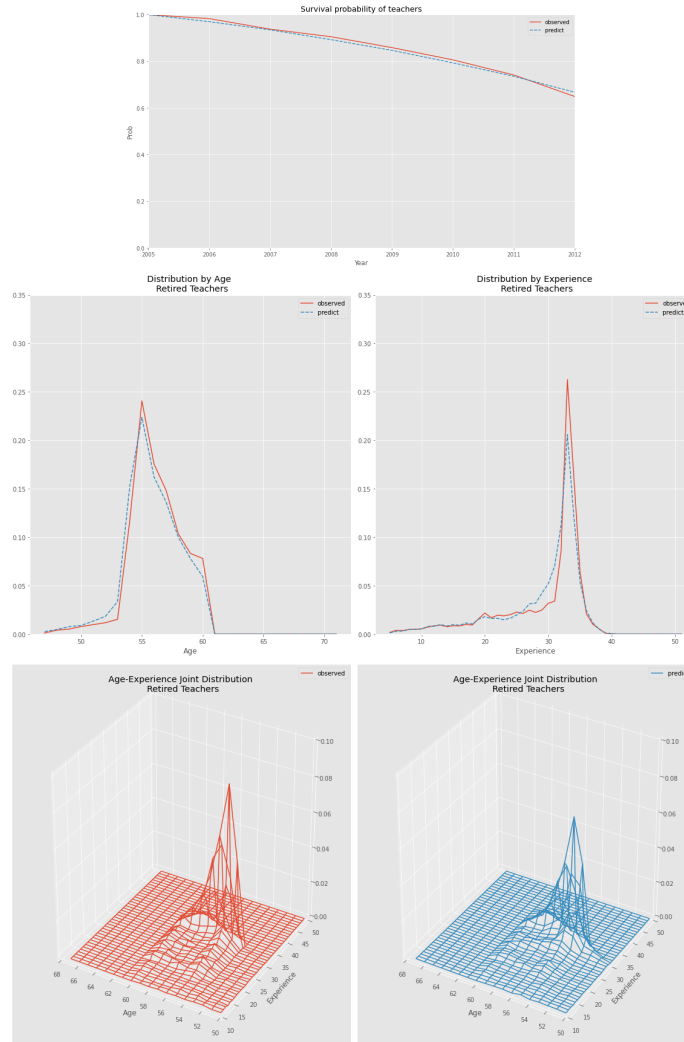 Survival probability of teachers
observed
predict
1.0
0.8
0.6
0.4
0.2
0.0
Prob
2005 2006 2007 2008 2009 2010 2011 2012
Year
Distribution by Age
Retired Teachers
observed
predict
0.35
0.30
0.25
0.20
0.15
0.10
0.05
0.00
50 55 60 65 70
Age
Distribution by Experience
Retired Teachers
observed
predict
0.35
0.30
0.25
0.20
0.15
0.10
0.05
0.00
10 20 30 40 50
Experience
Age-Experience Joint Distribution
Retired Teachers
observed
0.10
0.08
0.06
0.04
0.02
0.00
68 66 64 62 60 58 56 54 52 50
Age
10 15 20 25 30 35 40 45 50
Experience
Age-Experience Joint Distribution
Retired Teachers
predict
0.10
0.08
0.06
0.04
0.02
0.00
68 66 64 62 60 58 56 54 52 50
Age
10 15 20 25 30 35 40 45 50
Experience